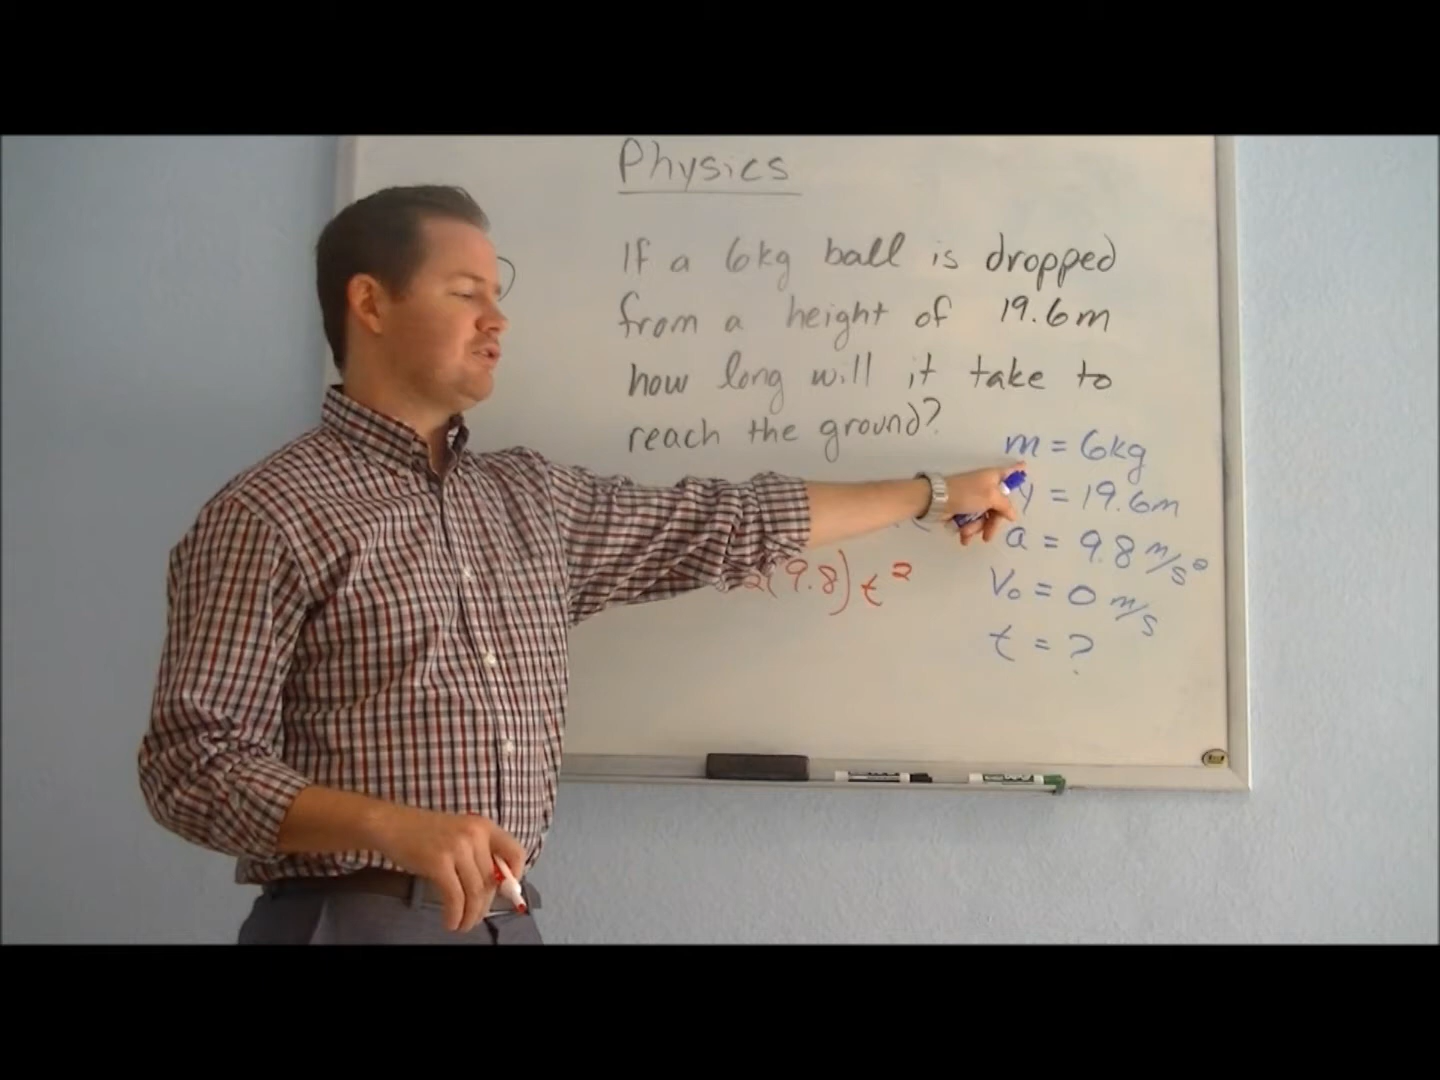 Physics
If a 6kg ball is dropped
from a height of 19.6m
how long will it take to
reach the ground?
m = 6kg
y = 19.6m
a = 9.8 m/s²
V₀ = 0 m/s
t = ?
2(9.8)t²